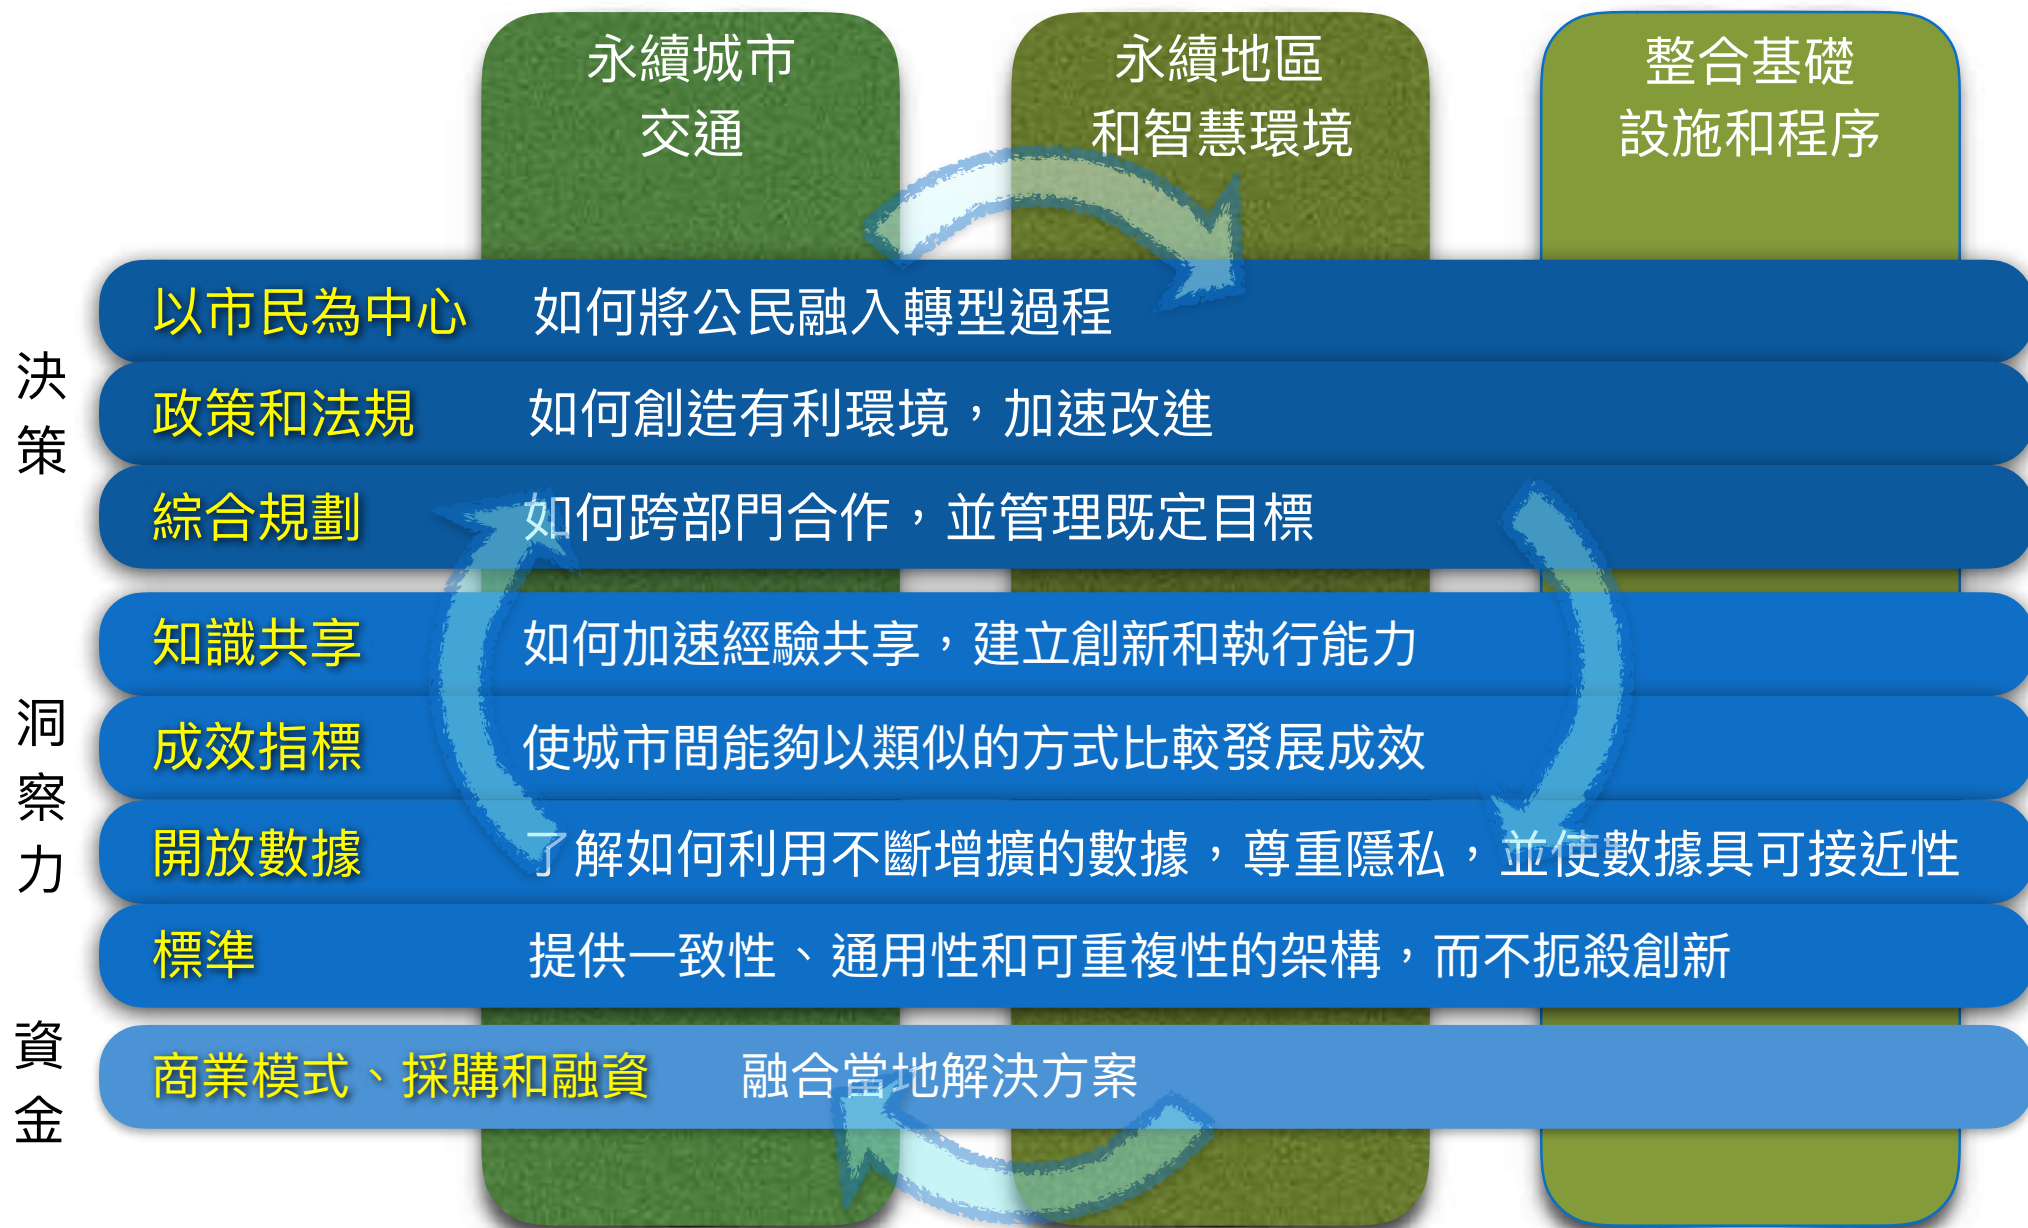 永續城市
交通
永續地區
和智慧環境
整合基礎
設施和程序
決策
以市民為中心 如何將公民融入轉型過程
政策和法規 如何創造有利環境，加速改進
綜合規劃 如何跨部門合作，並管理既定目標
洞察力
知識共享 如何加速經驗共享，建立創新和執行能力
成效指標 使城市間能夠以類似的方式比較發展成效
開放數據 了解如何利用不斷增擴的數據，尊重隱私，並使數據具可接近性
標準 提供一致性、通用性和可重複性的架構，而不扼殺創新
資金
商業模式、採購和融資 融合當地解決方案